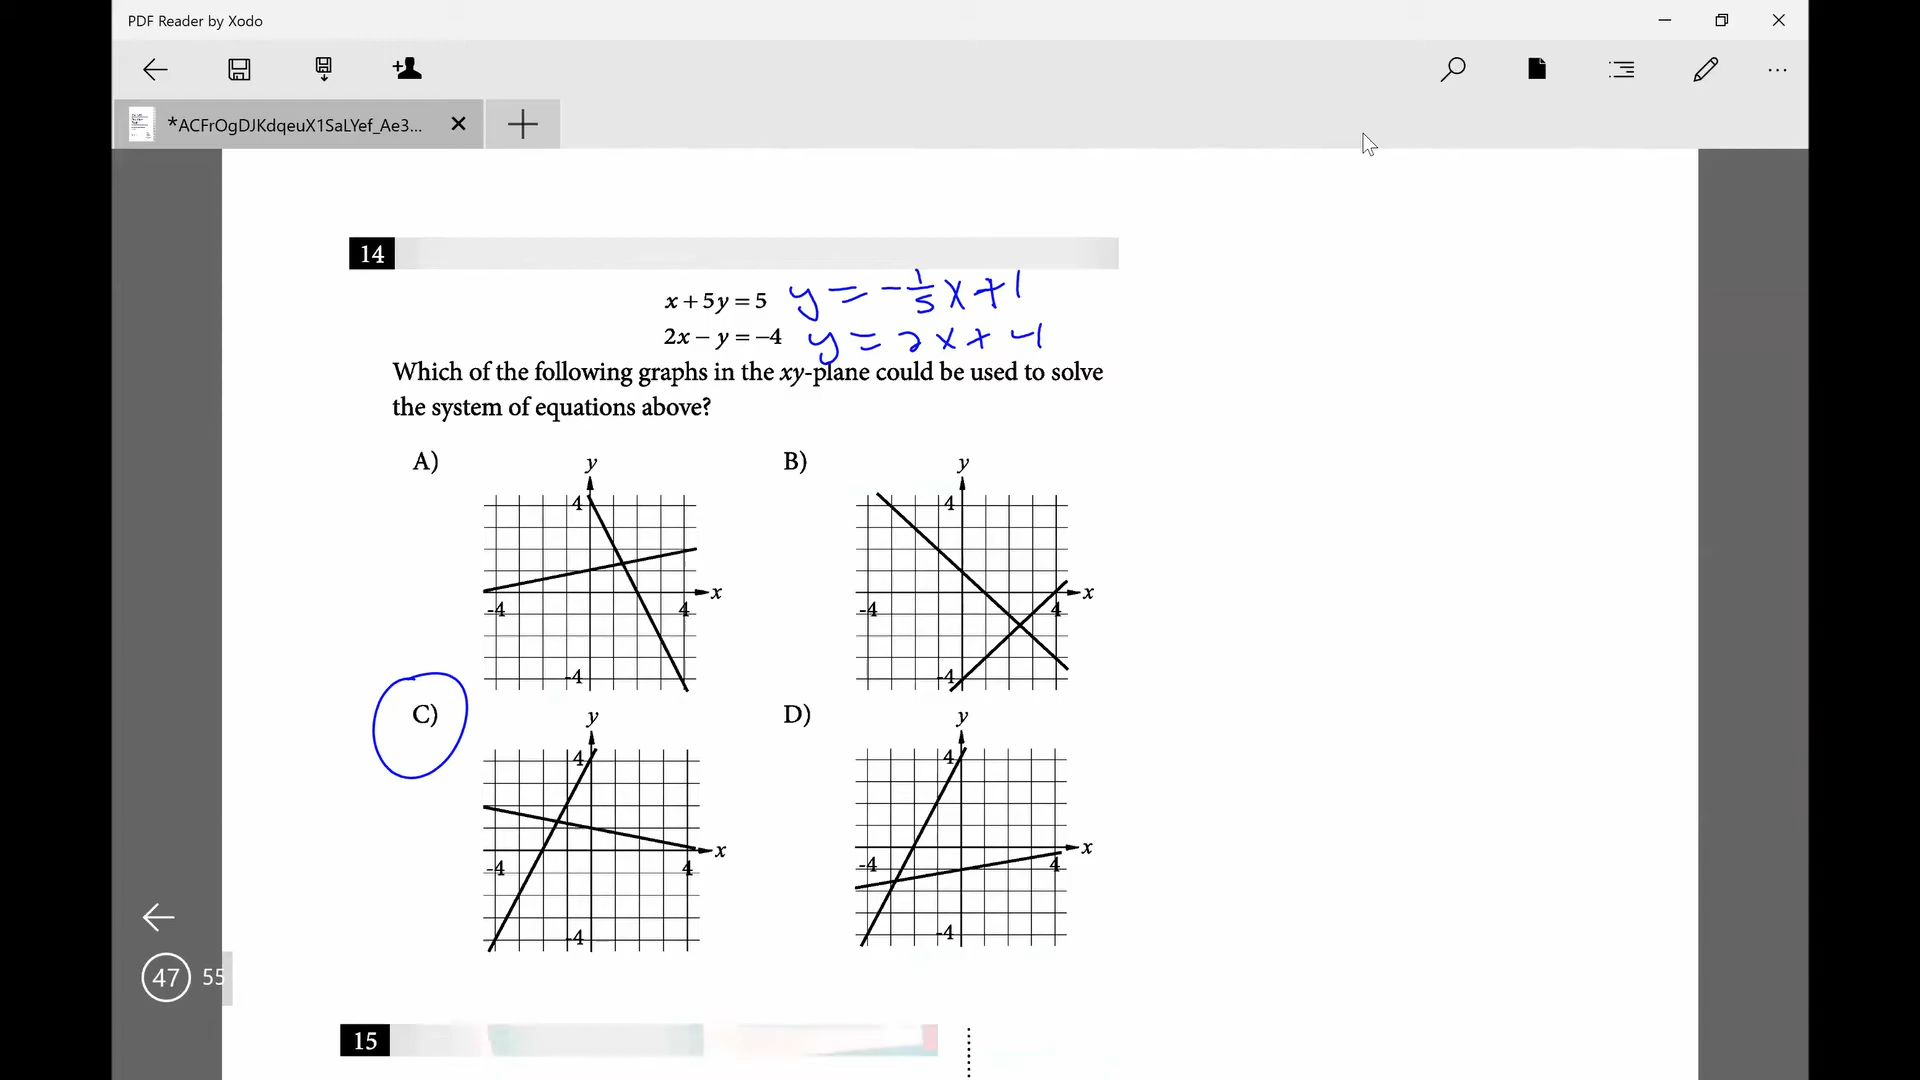 PDF Reader by Xodo
*ACFrOgDJKdqeuX1SaLYef_Ae3...
14
x + 5y = 5 y = -1/5 x + 1
2x − y = −4 y = 2x + 4
Which of the following graphs in the xy-plane could be used to solve
the system of equations above?
A)
y
4
-4
4
x
-4
B)
y
4
-4
4
x
-4
C)
y
4
-4
4
x
-4
D)
y
4
-4
4
x
-4
47 55
15